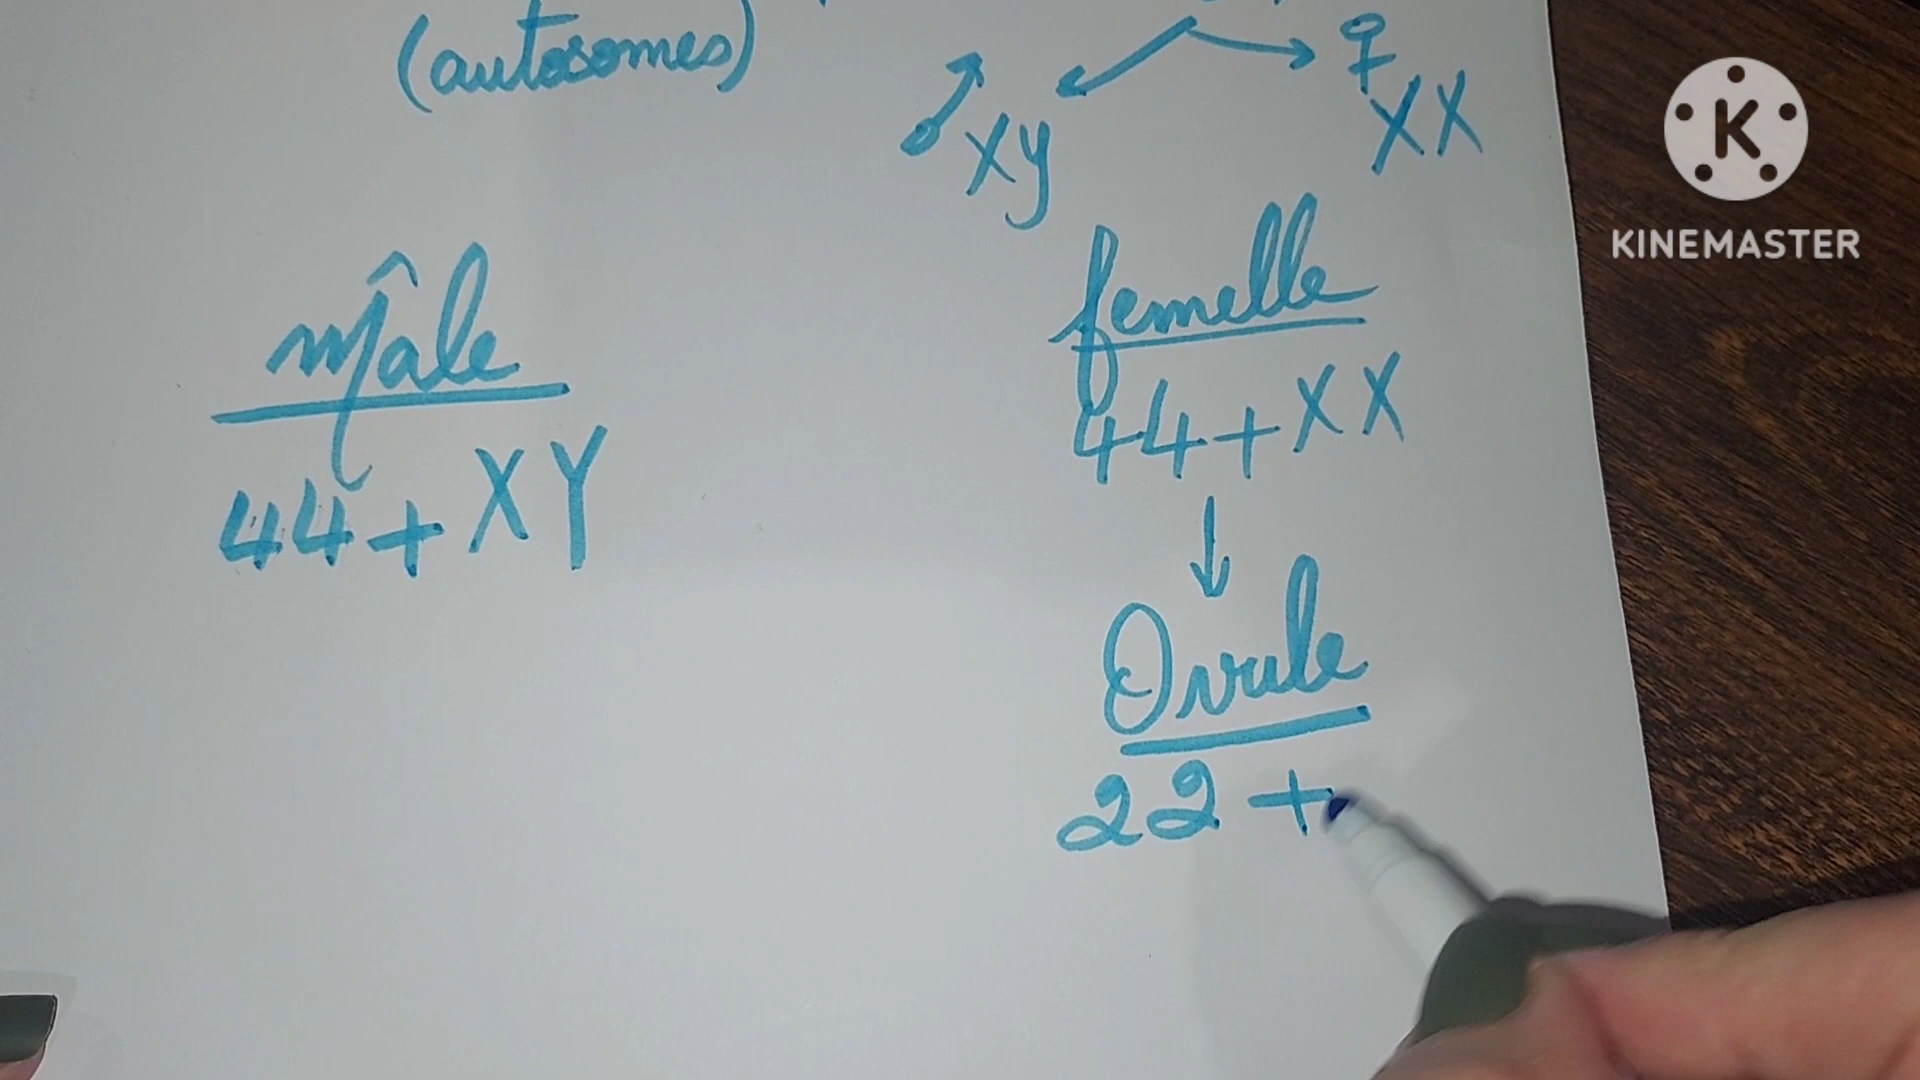 (autosomes)
♀
♂ XY
XX
mâle
44+XY
femelle
44+XX
Ovule
22+
K
KINEMASTER